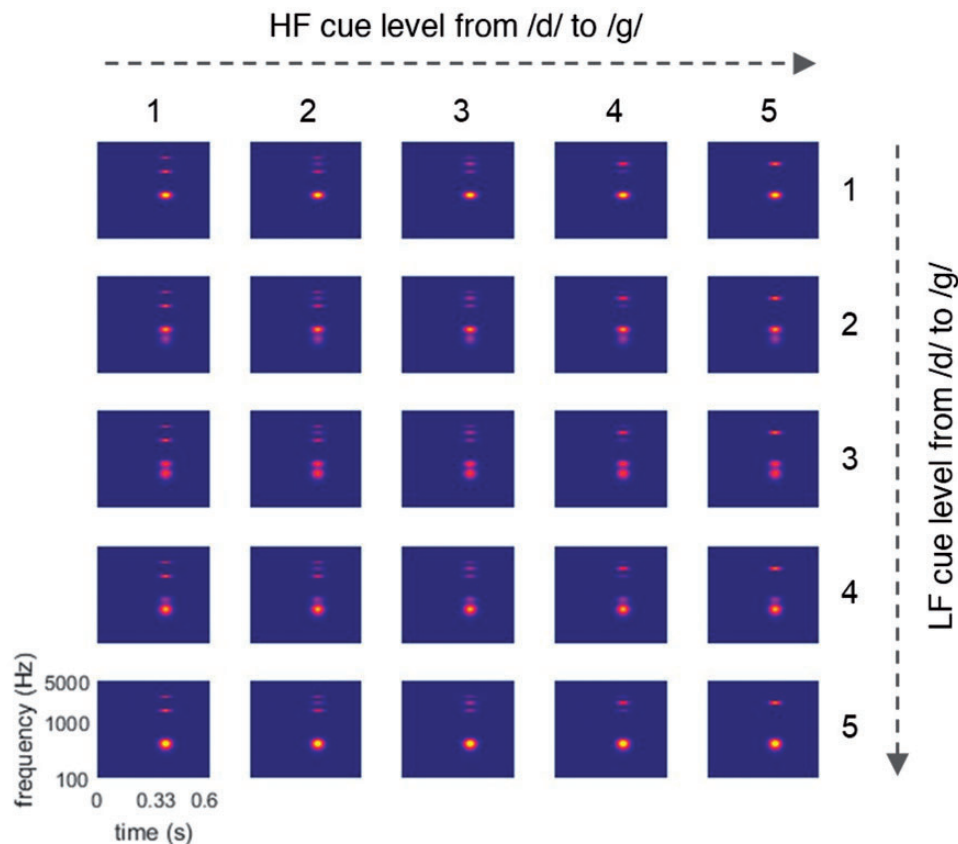 HF cue level from /d/ to /g/
1 2 3 4 5
1
2
3
4
5
LF cue level from /d/ to /g/
frequency (Hz)
5000
1000
100
0 0.33 0.6
time (s)